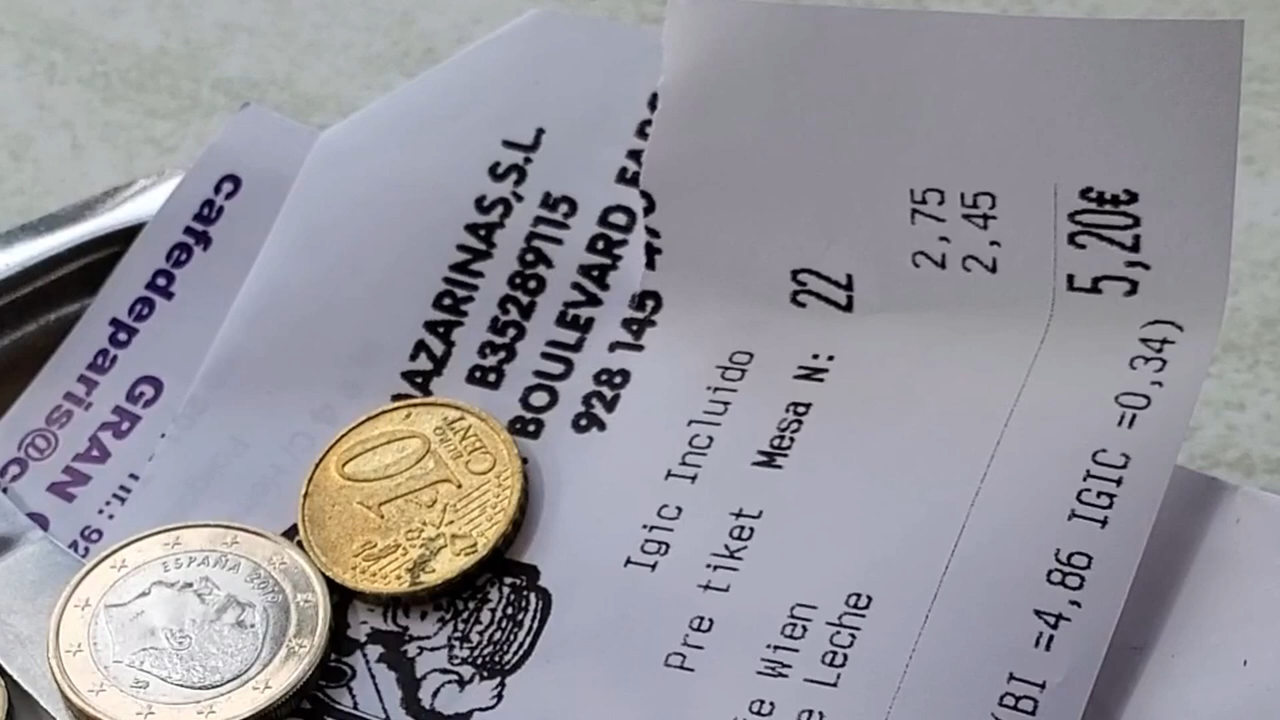 cafedeparis@c
GRAN C
AZARINAS,S.L.
B35289715
BOULEVARD
928 145
Igic Incluido
Pre tiket Mesa N: 22
Wien 2,75
Leche 2,45
5,20€
(BI =4,86 IGIC =0,34)
10
EURO
CENT
ESPAÑA 2019